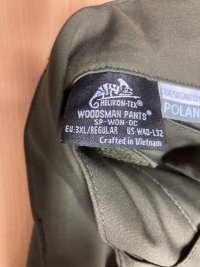 HELIKON-TEX®
WOODSMAN PANTS®
SP-WDN-DC
EU:3XL/REGULAR US W40-L32
Crafted in Vietnam
DESIGNED
POLAN